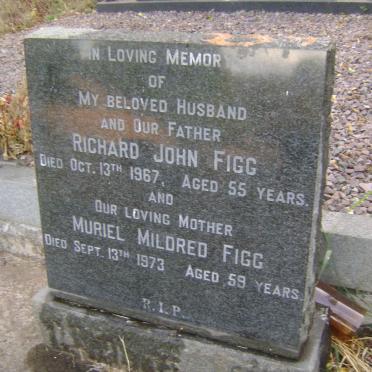 In Loving Memory
of
My beloved Husband
and Our Father
Richard John Figg
Died Oct. 13th 1967, Aged 55 years.
and
Our Loving Mother
Muriel Mildred Figg
Died Sept. 13th 1973 Aged 59 years.
R.I.P.